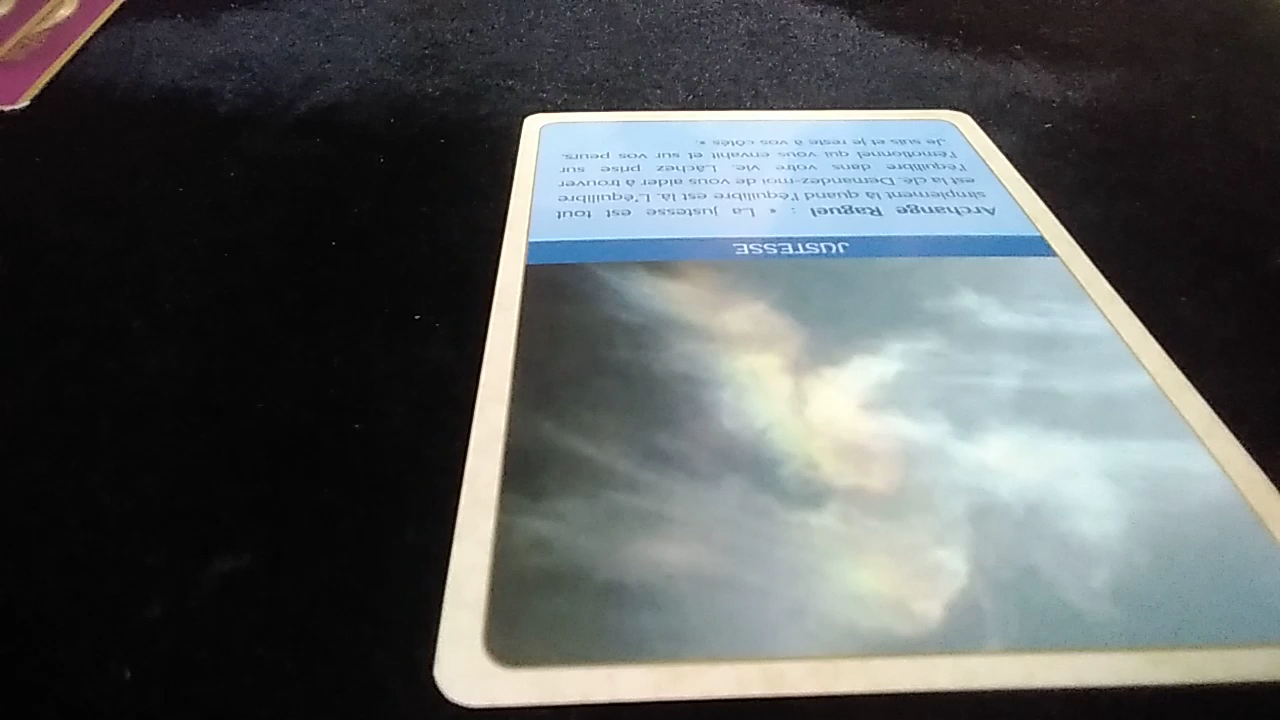 JUSTESSE
Archange Raguel : « La justesse est tout
simplement là quand l'équilibre est là. L'équilibre
est la clé. Demandez-moi de vous aider à trouver
l'équilibre dans votre vie. Lâchez prise sur
l'émotionnel qui vous envahit et sur vos peurs.
Je suis et je reste à vos côtés. »